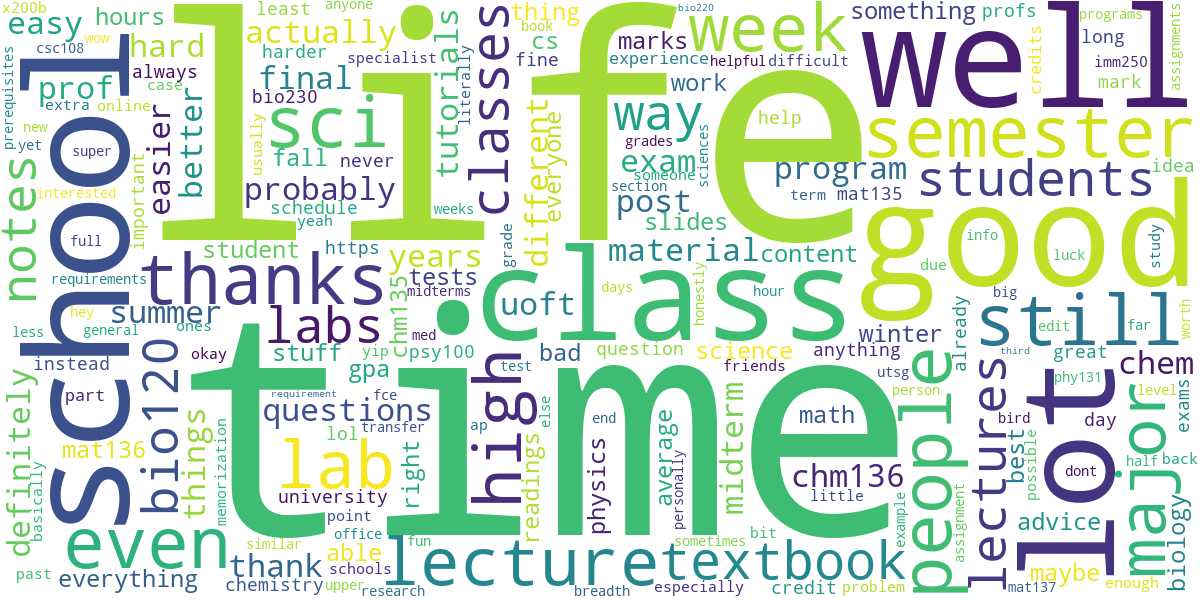 x200b
hours
least
anyone
thing
bio220
something
profs
programs
easy
actually
tutorials
book
cs
marks
week
well
long
csc108
wow
hard
harder
specialist
fine
experience
helpful
difficult
credits
imm250
assignments
prof
always
final
literally
classes
work
mark
prerequisites
extra
online
case
bio230
life
sci
way
help
semester
school
new
better
usually
fall
never
different
everyone
grades
exam
sciences
program
students
idea
yet
super
easier
probably
someone
post
section
term
mat135
interested
important
schedule
yeah
weeks
slides
notes
full
student
https
years
grade
material
content
good
info
luck
study
requirements
thanks
tests
midterms
chm135
class
uoft
days
honestly
hour
due
big
hey
summer
labs
med
winter
still
edit
far
worth
less
general
ones
okay
stuff
yip
psy100
bad
question
science
anything
already
great
instead
gpa
test
friends
utsg
third
chem
definitely
part
bio120
things
requirement
fce
high
time
people
person
lectures
phy131
level
questions
transfer
ap
else
end
average
midterm
math
bird
lot
day
major
exams
mat136
memorization
lab
lol
right
readings
physics
personally
chm136
best
possible
dont
half
back
basically
university
little
biology
point
office
fun
sometimes
bit
example
assignment
advice
even
similar
able
lecture
textbook
past
everything
thank
schools
maybe
enough
chemistry
upper
research
breadth
especially
credit
problem
mat137